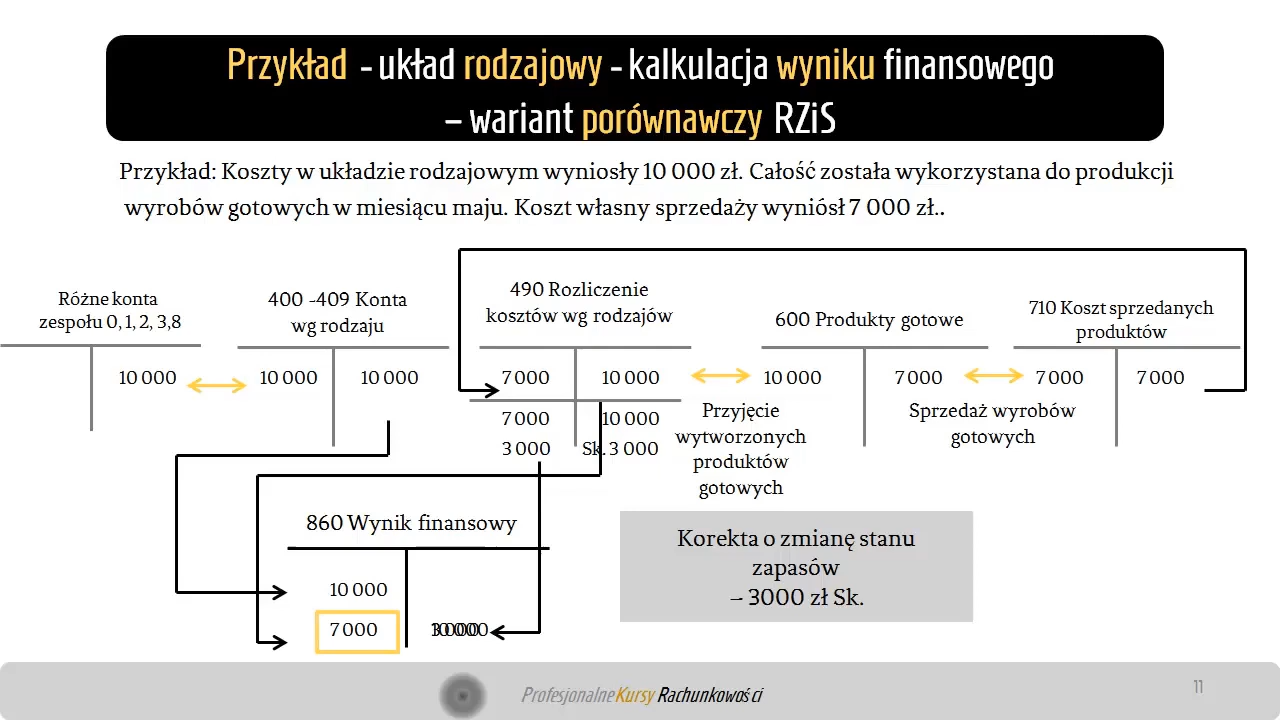 Przykład - układ rodzajowy - kalkulacja wyniku finansowego
– wariant porównawczy RZiS
Przykład: Koszty w układzie rodzajowym wyniosły 10 000 zł. Całość została wykorzystana do produkcji
wyrobów gotowych w miesiącu maju. Koszt własny sprzedaży wyniósł 7 000 zł..
Różne konta
zespołu 0, 1, 2, 3,8
10 000
400 -409 Konta
wg rodzaju
10 000 10 000
490 Rozliczenie
kosztów wg rodzajów
7 000 10 000
7 000 10 000
3 000 Sk. 3 000
600 Produkty gotowe
10 000 7 000
710 Koszt sprzedanych
produktów
7 000 7 000
Przyjęcie
wytworzonych
produktów
gotowych
Sprzedaż wyrobów
gotowych
860 Wynik finansowy
10 000
7 000
Korekta o zmianę stanu
zapasów
– 3000 zł Sk.
Profesjonalne Kursy Rachunkowości
11